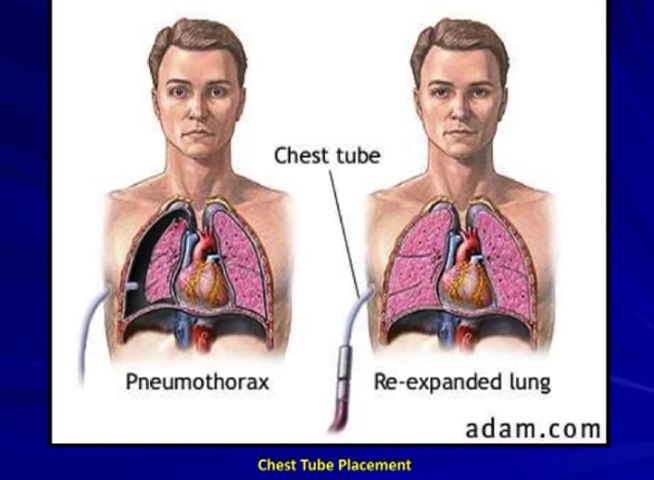 Chest tube
Pneumothorax
Re-expanded lung
adam.com
Chest Tube Placement